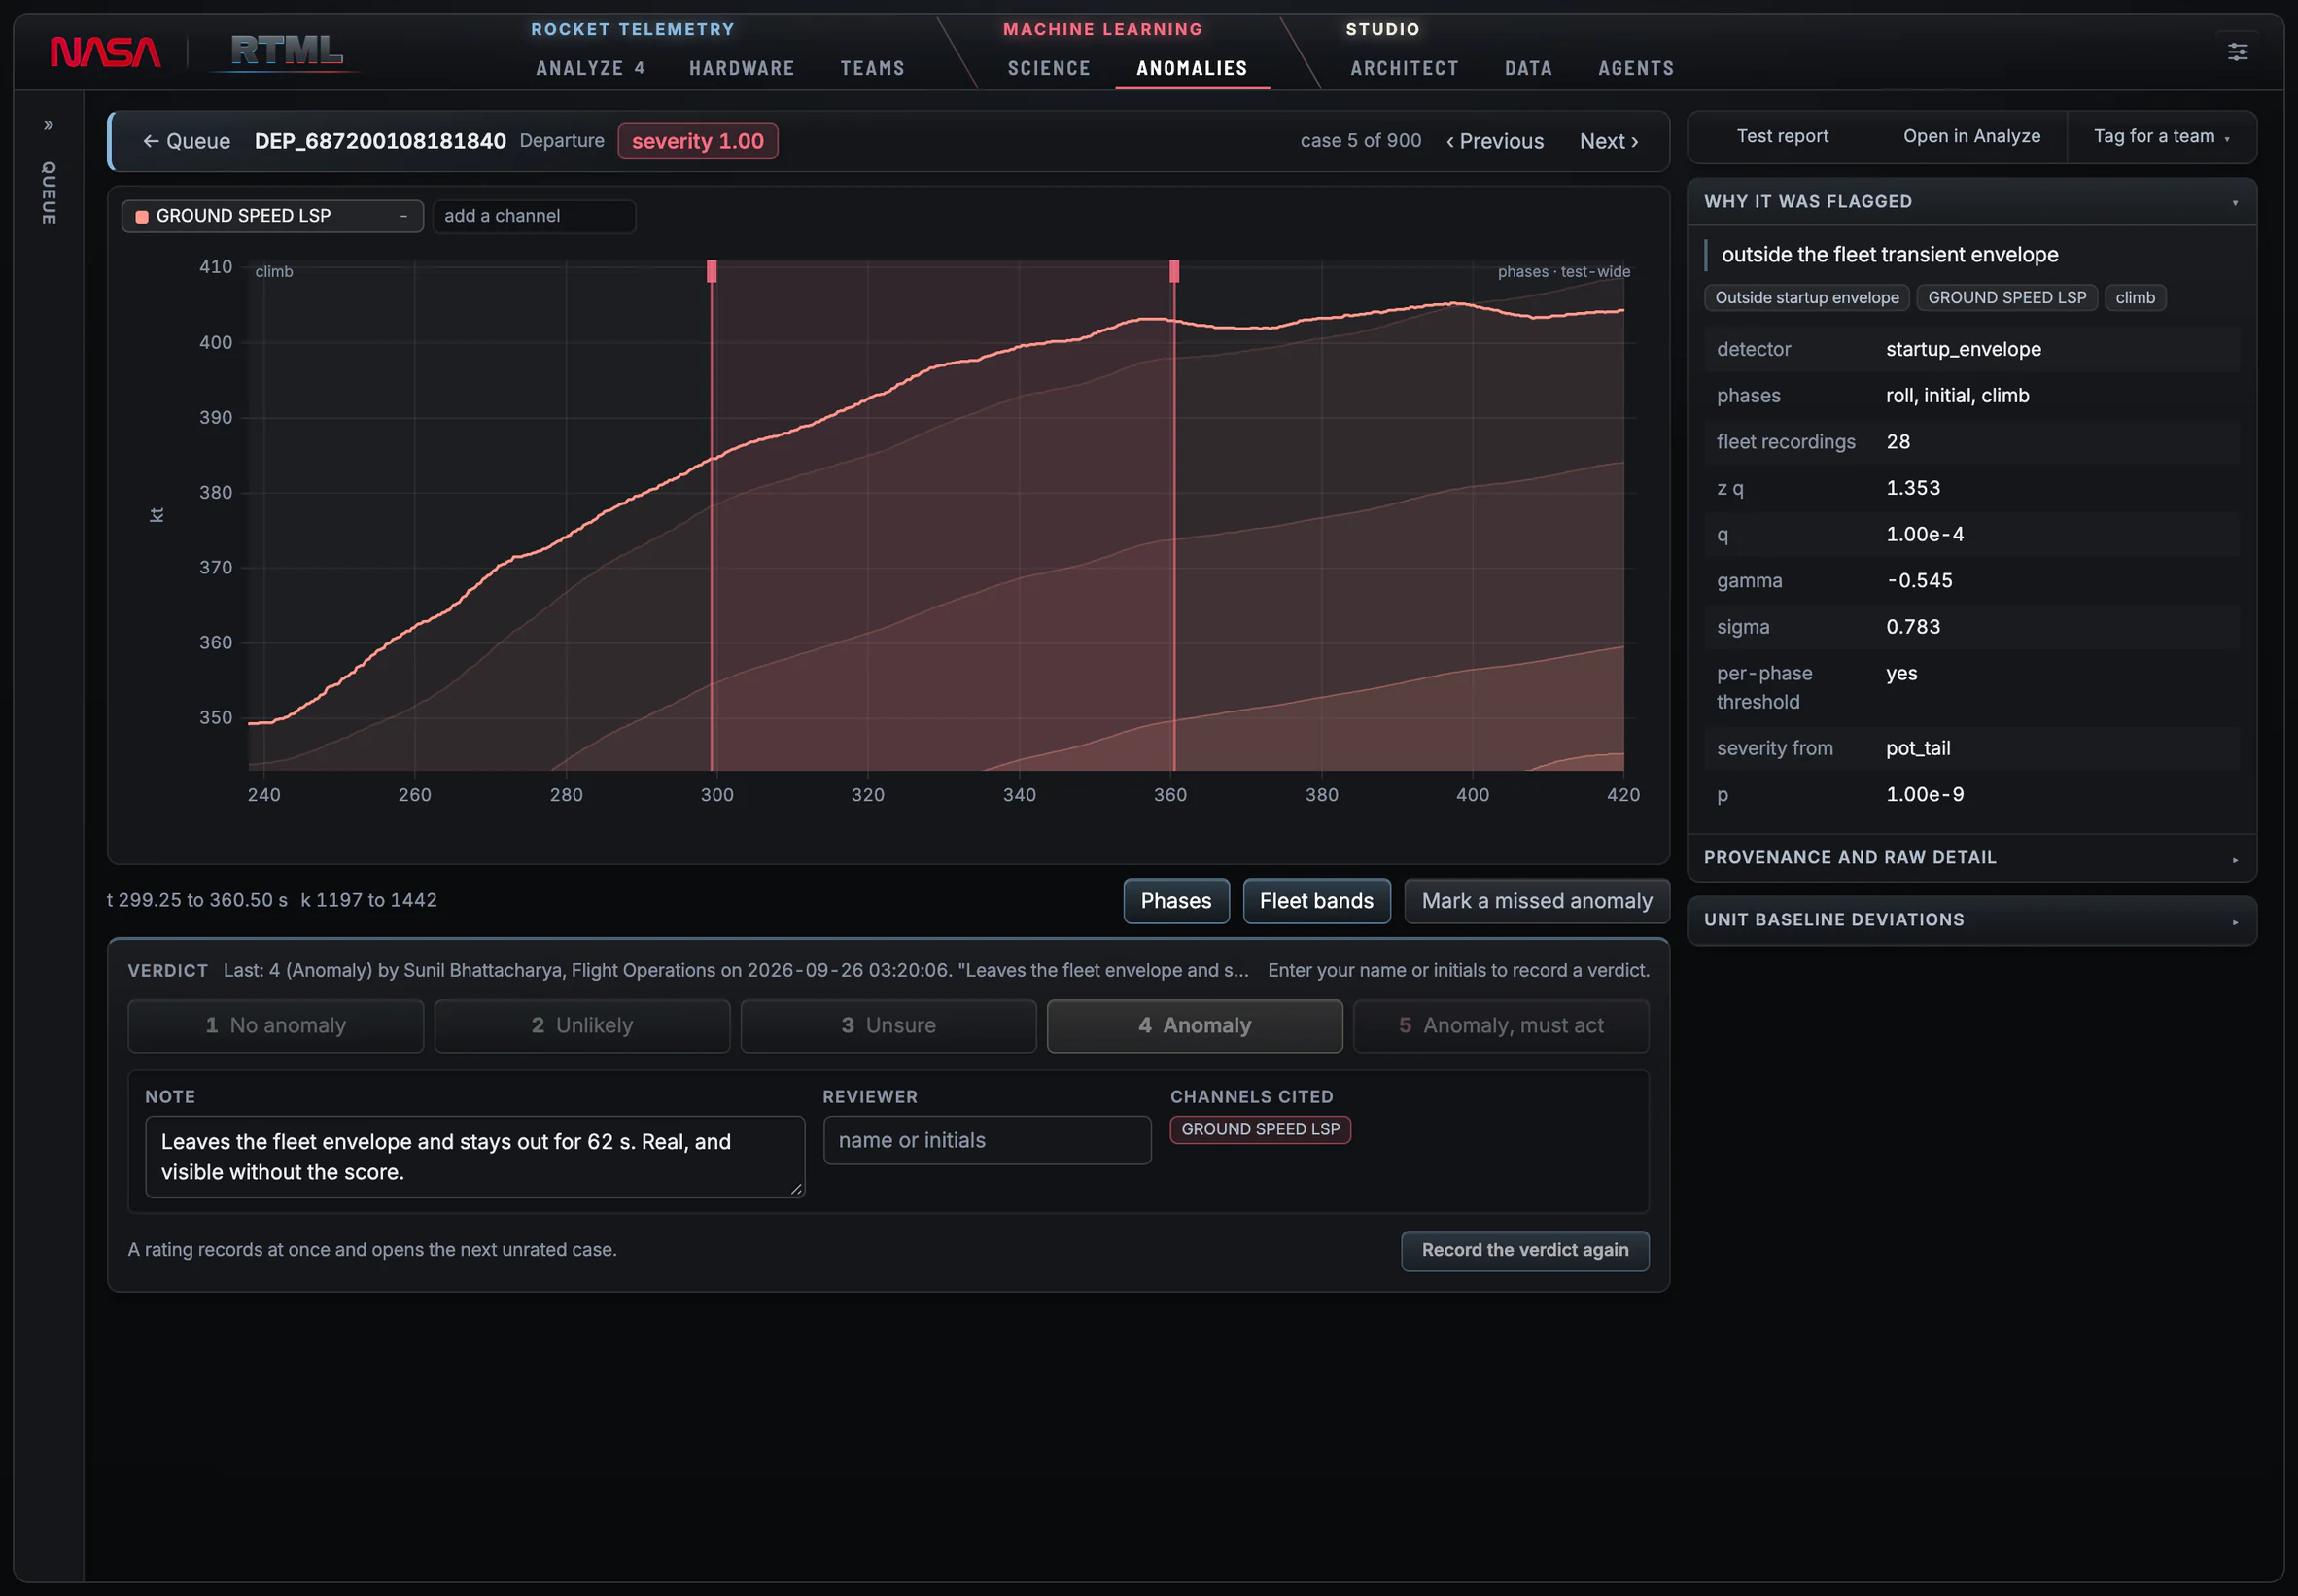 NASA
RTML
ROCKET TELEMETRY
ANALYZE 4
HARDWARE
TEAMS
MACHINE LEARNING
SCIENCE
ANOMALIES
STUDIO
ARCHITECT
DATA
AGENTS
»
QUEUE
← Queue DEP_687200108181840 Departure severity 1.00 case 5 of 900 ‹ Previous Next ›
GROUND SPEED LSP - add a channel
climb phases · test-wide
410
400
390
380
370
360
350
kt
240 260 280 300 320 340 360 380 400 420
t 299.25 to 360.50 s k 1197 to 1442
Phases Fleet bands Mark a missed anomaly
VERDICT Last: 4 (Anomaly) by Sunil Bhattacharya, Flight Operations on 2026-09-26 03:20:06. "Leaves the fleet envelope and s... Enter your name or initials to record a verdict.
1 No anomaly 2 Unlikely 3 Unsure 4 Anomaly 5 Anomaly, must act
NOTE
Leaves the fleet envelope and stays out for 62 s. Real, and
visible without the score.
REVIEWER
name or initials
CHANNELS CITED
GROUND SPEED LSP
A rating records at once and opens the next unrated case.
Record the verdict again
Test report Open in Analyze Tag for a team ▾
WHY IT WAS FLAGGED ▾
outside the fleet transient envelope
Outside startup envelope GROUND SPEED LSP climb
detector startup_envelope
phases roll, initial, climb
fleet recordings 28
z q 1.353
q 1.00e-4
gamma -0.545
sigma 0.783
per-phase yes
threshold
severity from pot_tail
p 1.00e-9
PROVENANCE AND RAW DETAIL ▸
UNIT BASELINE DEVIATIONS ▸